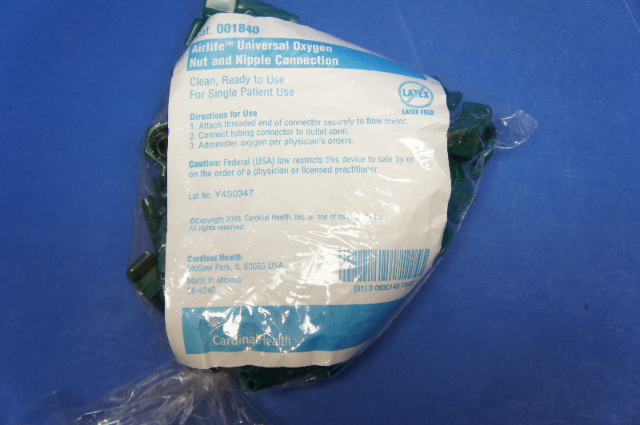 Cat. 001840
Airlife™ Universal Oxygen
Nut and Nipple Connection
Clean, Ready to Use
For Single Patient Use
LATEX
LATEX FREE
Directions for Use
1. Attach threaded end of connector securely to flow meter.
2. Connect tubing connector to outlet stem.
3. Administer oxygen per physician's orders.
Caution: Federal (USA) law restricts this device to sale by or
on the order of a physician or licensed practitioner.
Lot No. Y4S0347
©Copyright 2003, Cardinal Health, Inc. or one of its
All rights reserved.
Cardinal Health
McGaw Park, IL 60085 USA
Made in Mexico
(01) 0 0630140
CardinalHealth